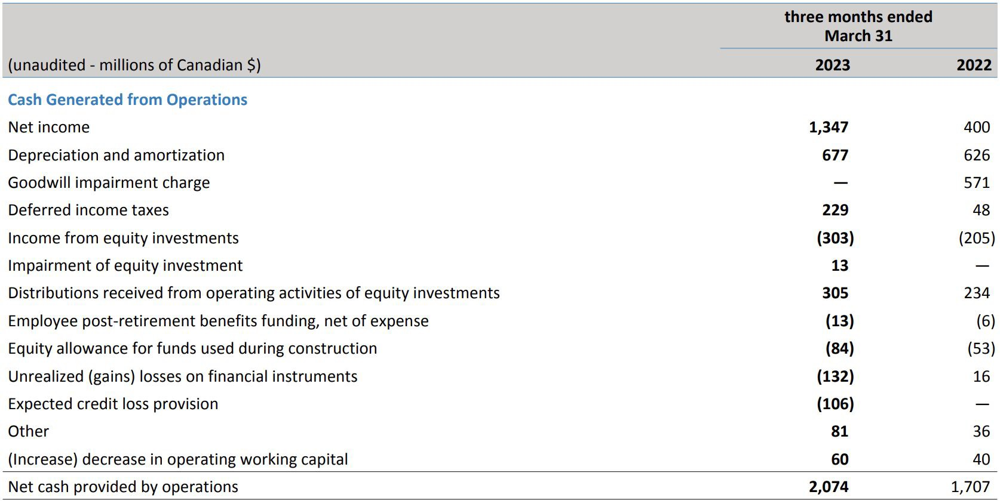 three months ended
March 31
(unaudited - millions of Canadian $) 2023 2022
Cash Generated from Operations
Net income 1,347 400
Depreciation and amortization 677 626
Goodwill impairment charge — 571
Deferred income taxes 229 48
Income from equity investments (303) (205)
Impairment of equity investment 13 —
Distributions received from operating activities of equity investments 305 234
Employee post-retirement benefits funding, net of expense (13) (6)
Equity allowance for funds used during construction (84) (53)
Unrealized (gains) losses on financial instruments (132) 16
Expected credit loss provision (106) —
Other 81 36
(Increase) decrease in operating working capital 60 40
Net cash provided by operations 2,074 1,707